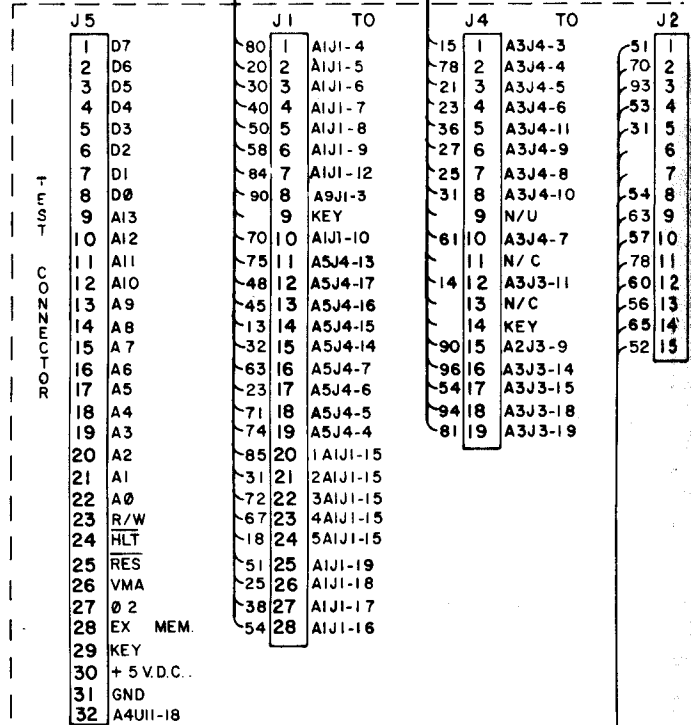 J5
1 D7
2 D6
3 D5
4 D4
5 D3
6 D2
7 D1
8 DØ
9 A13
10 A12
11 A11
12 A10
13 A9
14 A8
15 A7
16 A6
17 A5
18 A4
19 A3
20 A2
21 A1
22 AØ
23 R/W
24 HLT
25 RES
26 VMA
27 Ø2
28 EX MEM.
29 KEY
30 + 5 V.D.C..
31 GND
32 A4U11-18
TEST CONNECTOR
J1 TO
80 1 A1J1-4
20 2 A1J1-5
30 3 A1J1-6
40 4 A1J1-7
50 5 A1J1-8
58 6 A1J1-9
84 7 A1J1-12
90 8 A9J1-3
9 KEY
70 10 A1J1-10
75 11 A5J4-13
48 12 A5J4-17
45 13 A5J4-16
13 14 A5J4-15
32 15 A5J4-14
63 16 A5J4-7
23 17 A5J4-6
71 18 A5J4-5
74 19 A5J4-4
85 20 1A1J1-15
31 21 2A1J1-15
72 22 3A1J1-15
67 23 4A1J1-15
18 24 5A1J1-15
51 25 A1J1-19
25 26 A1J1-18
38 27 A1J1-17
54 28 A1J1-16
J4 TO
15 1 A3J4-3
78 2 A3J4-4
21 3 A3J4-5
23 4 A3J4-6
36 5 A3J4-11
27 6 A3J4-9
25 7 A3J4-8
31 8 A3J4-10
9 N/U
61 10 A3J4-7
11 N/C
14 12 A3J3-11
13 N/C
14 KEY
90 15 A2J3-9
96 16 A3J3-14
54 17 A3J3-15
94 18 A3J3-18
81 19 A3J3-19
J2
51 1
70 2
93 3
53 4
31 5
6
7
54 8
63 9
57 10
78 11
60 12
56 13
65 14
52 15